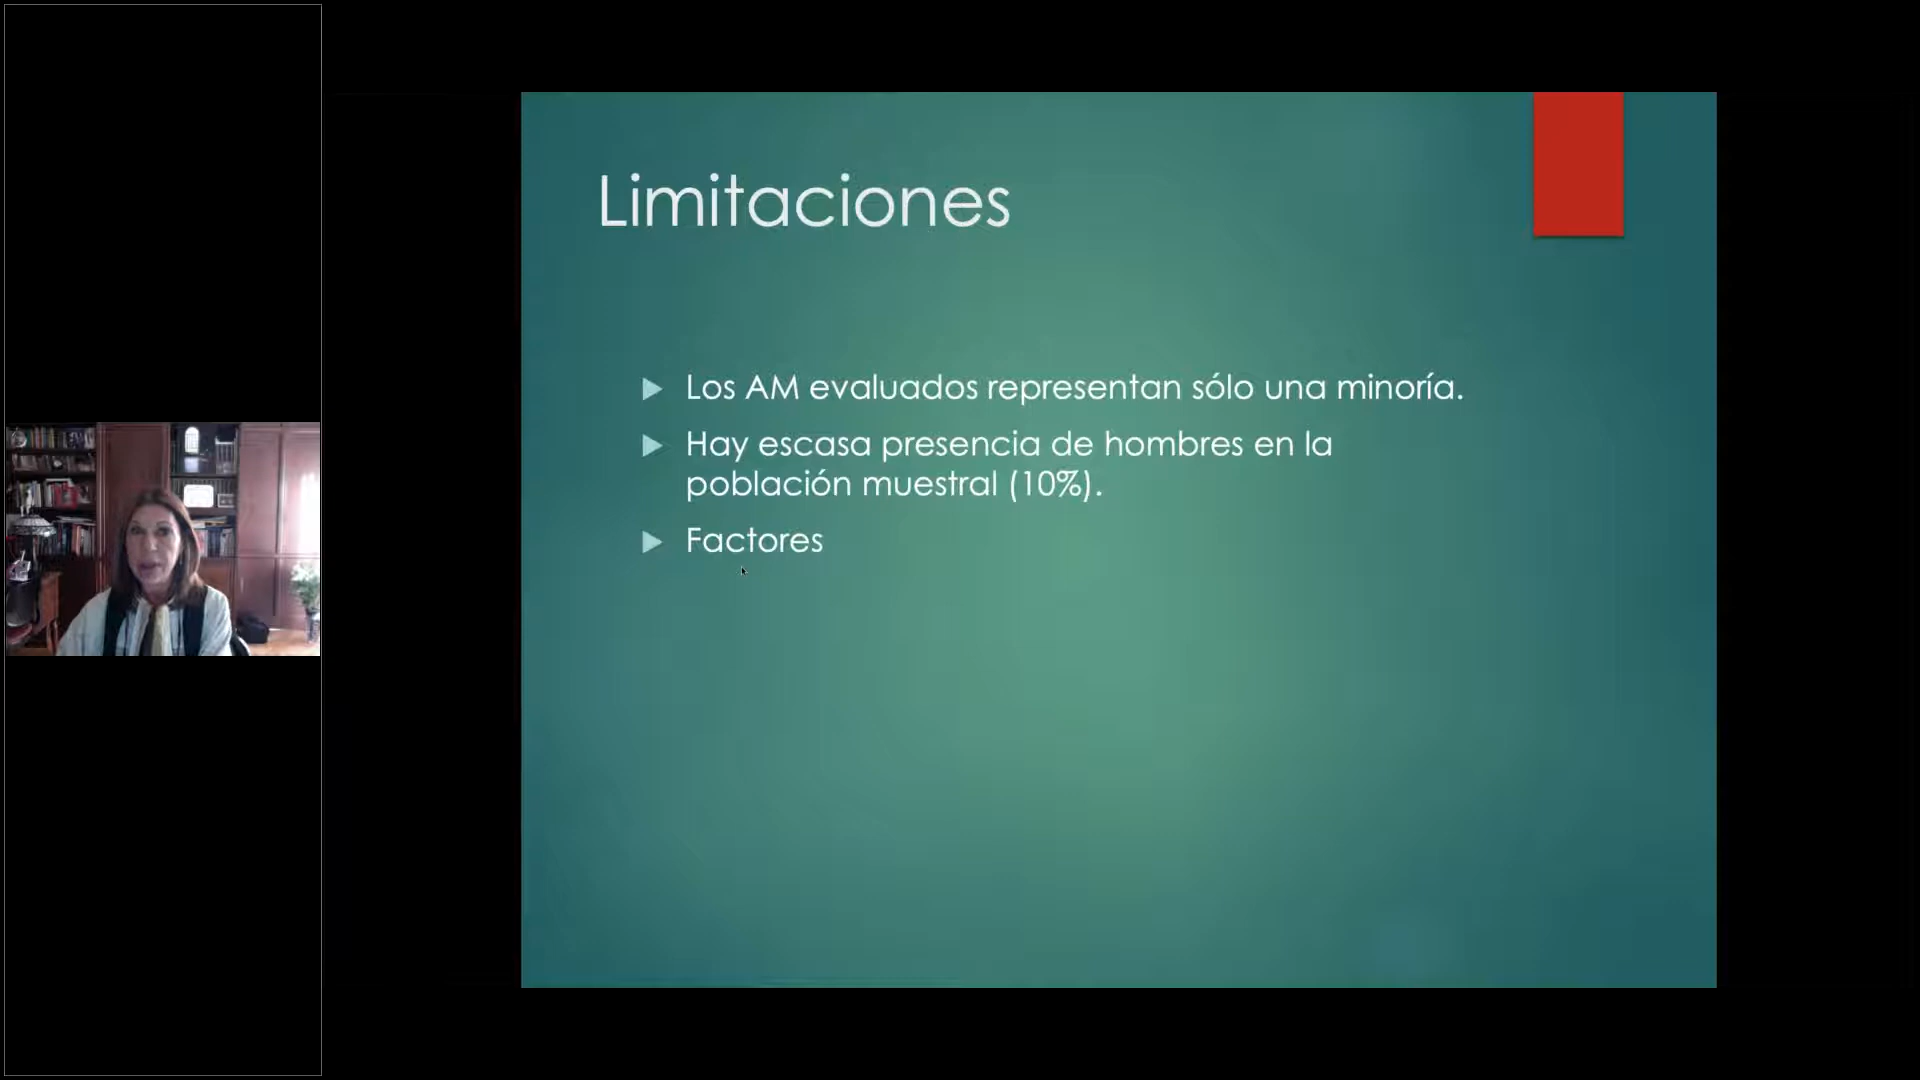 Limitaciones
Los AM evaluados representan sólo una minoría.
Hay escasa presencia de hombres en la
población muestral (10%).
Factores